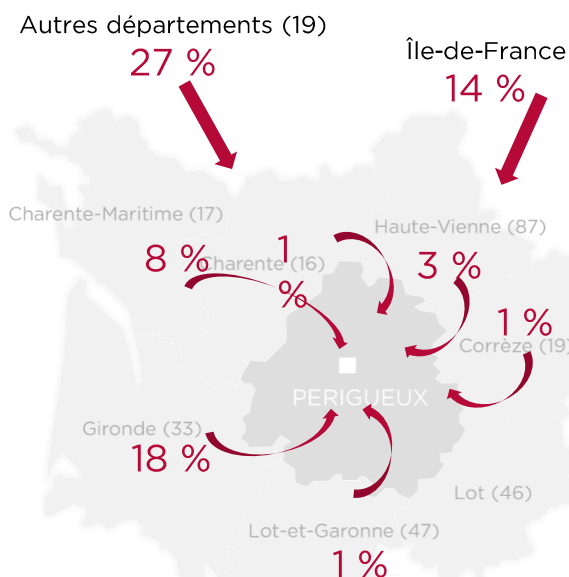 Autres départements (19)
27 %
Île-de-France
14 %
Charente-Maritime (17)
8 %
Charente (16)
1
%
Haute-Vienne (87)
3 %
1 %
Corrèze (19)
PERIGUEUX
Gironde (33)
18 %
Lot (46)
Lot-et-Garonne (47)
1 %